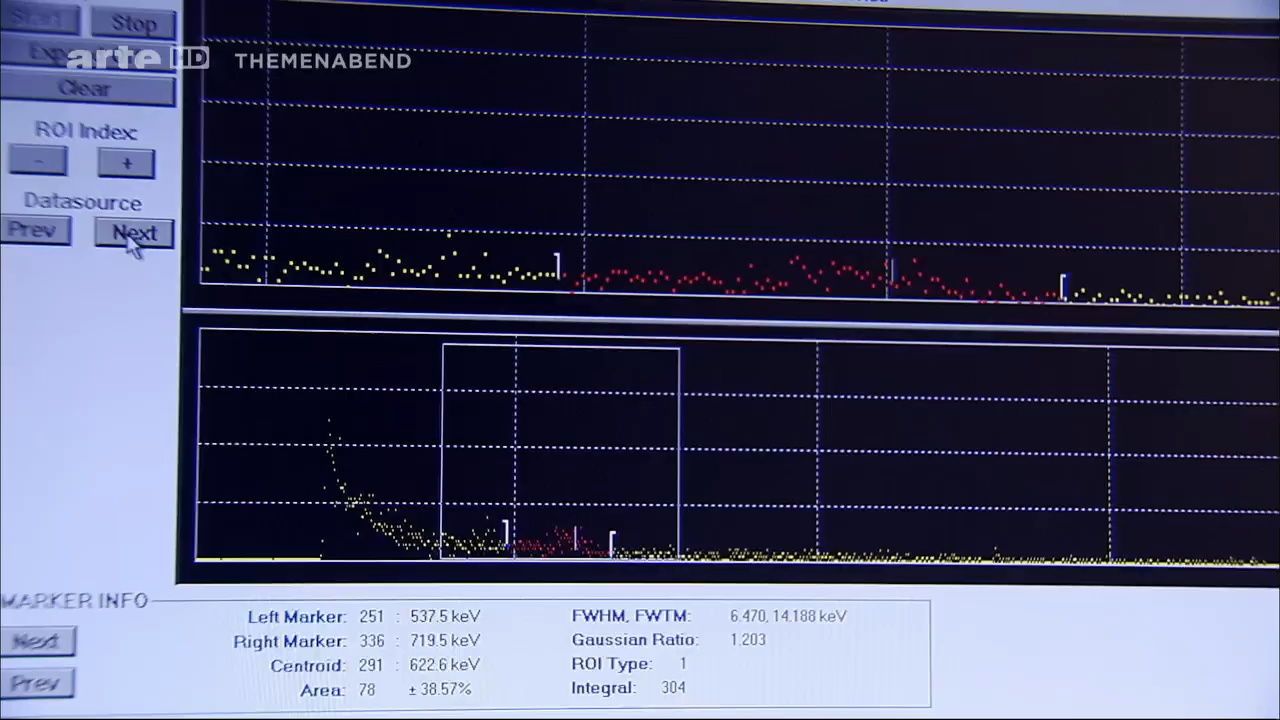 Start Stop
arte HD THEMENABEND
Clear
ROI Index:
- +
Datasource
Prev Next
MARKER INFO
Next
Prev
Left Marker: 251 : 537.5 keV
Right Marker: 336 : 719.5 keV
Centroid: 291 : 622.6 keV
Area: 78 ± 38.57%
FWHM, FWTM: 6.470, 14.188 keV
Gaussian Ratio: 1.203
ROI Type: 1
Integral: 304